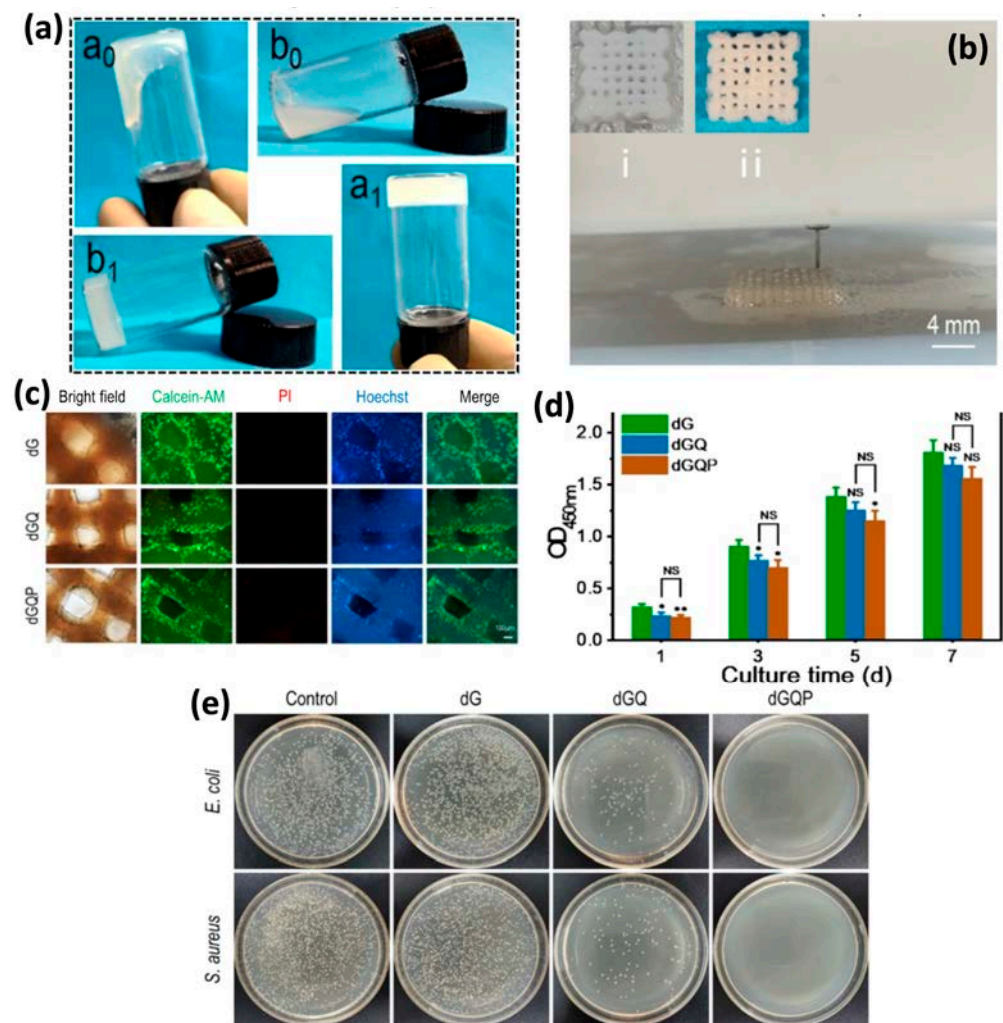 (a)
a0
b0
a1
b1
(b)
i
ii
4 mm
(c)
Bright field
Calcein-AM
PI
Hoechst
Merge
dG
dGQ
dGQP
100μm
(d)
dG
dGQ
dGQP
OD450nm
2.0
1.5
1.0
0.5
0.0
NS
* **
NS
* *
NS
NS *
NS
NS NS
1 3 5 7
Culture time (d)
(e)
Control dG dGQ dGQP
E. coli
S. aureus